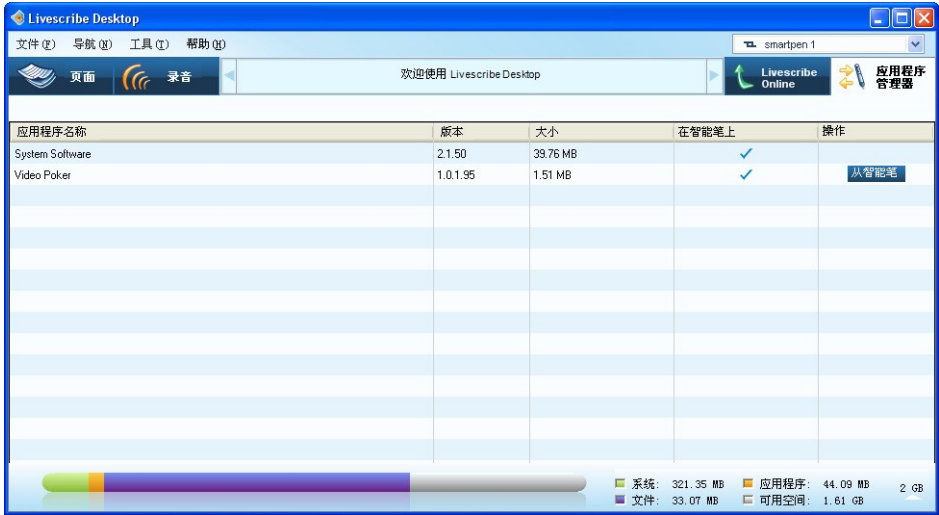 Livescribe Desktop
文件(F) 导航(N) 工具(T) 帮助(H) smartpen 1
页面 录音 欢迎使用 Livescribe Desktop Livescribe Online 应用程序管理器
应用程序名称 版本 大小 在智能笔上 操作
System Software 2.1.50 39.76 MB
Video Poker 1.0.1.95 1.51 MB 从智能笔
系统: 321.35 MB 应用程序: 44.09 MB 2 GB
文件: 33.07 MB 可用空间: 1.61 GB